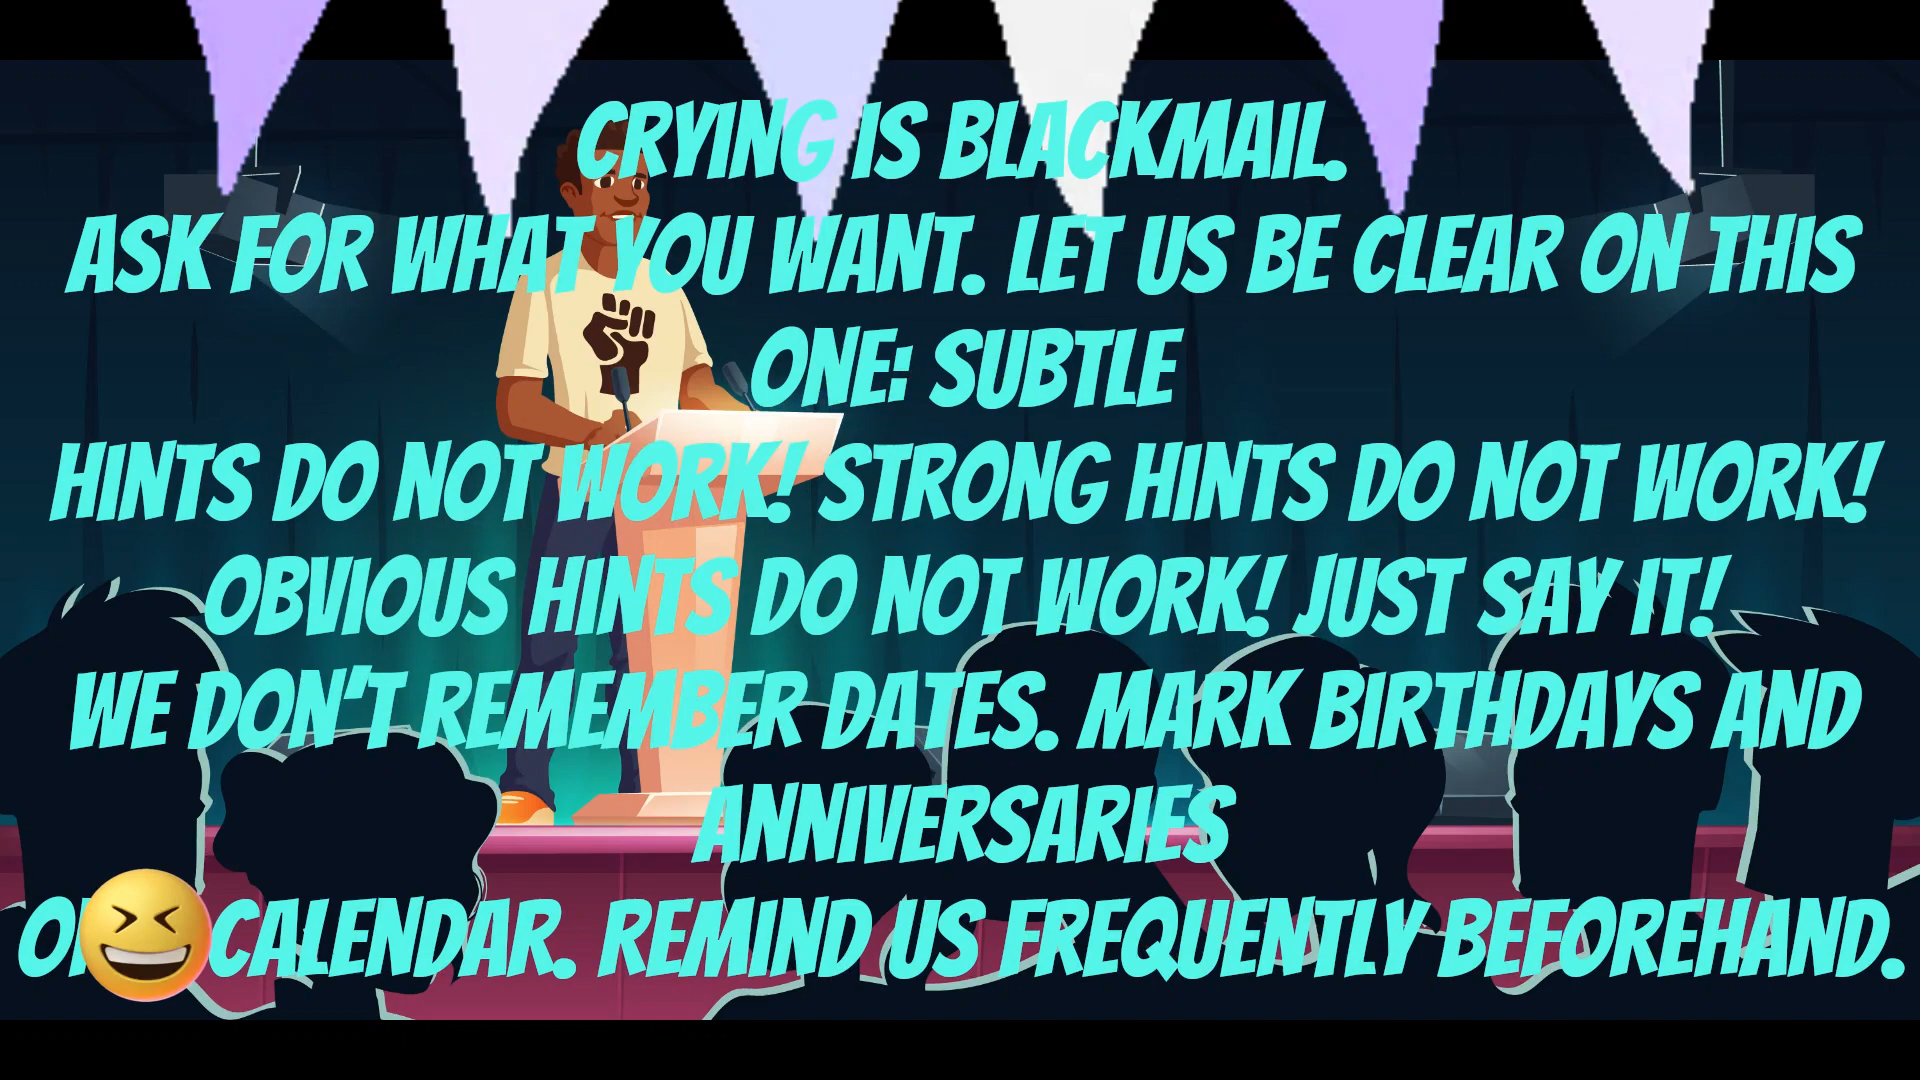 CRYING IS BLACKMAIL.
ASK FOR WHAT YOU WANT. LET US BE CLEAR ON THIS
ONE: SUBTLE
HINTS DO NOT WORK! STRONG HINTS DO NOT WORK!
OBVIOUS HINTS DO NOT WORK! JUST SAY IT!
WE DON'T REMEMBER DATES. MARK BIRTHDAYS AND
ANNIVERSARIES
CALENDAR. REMIND US FREQUENTLY BEFOREHAND.